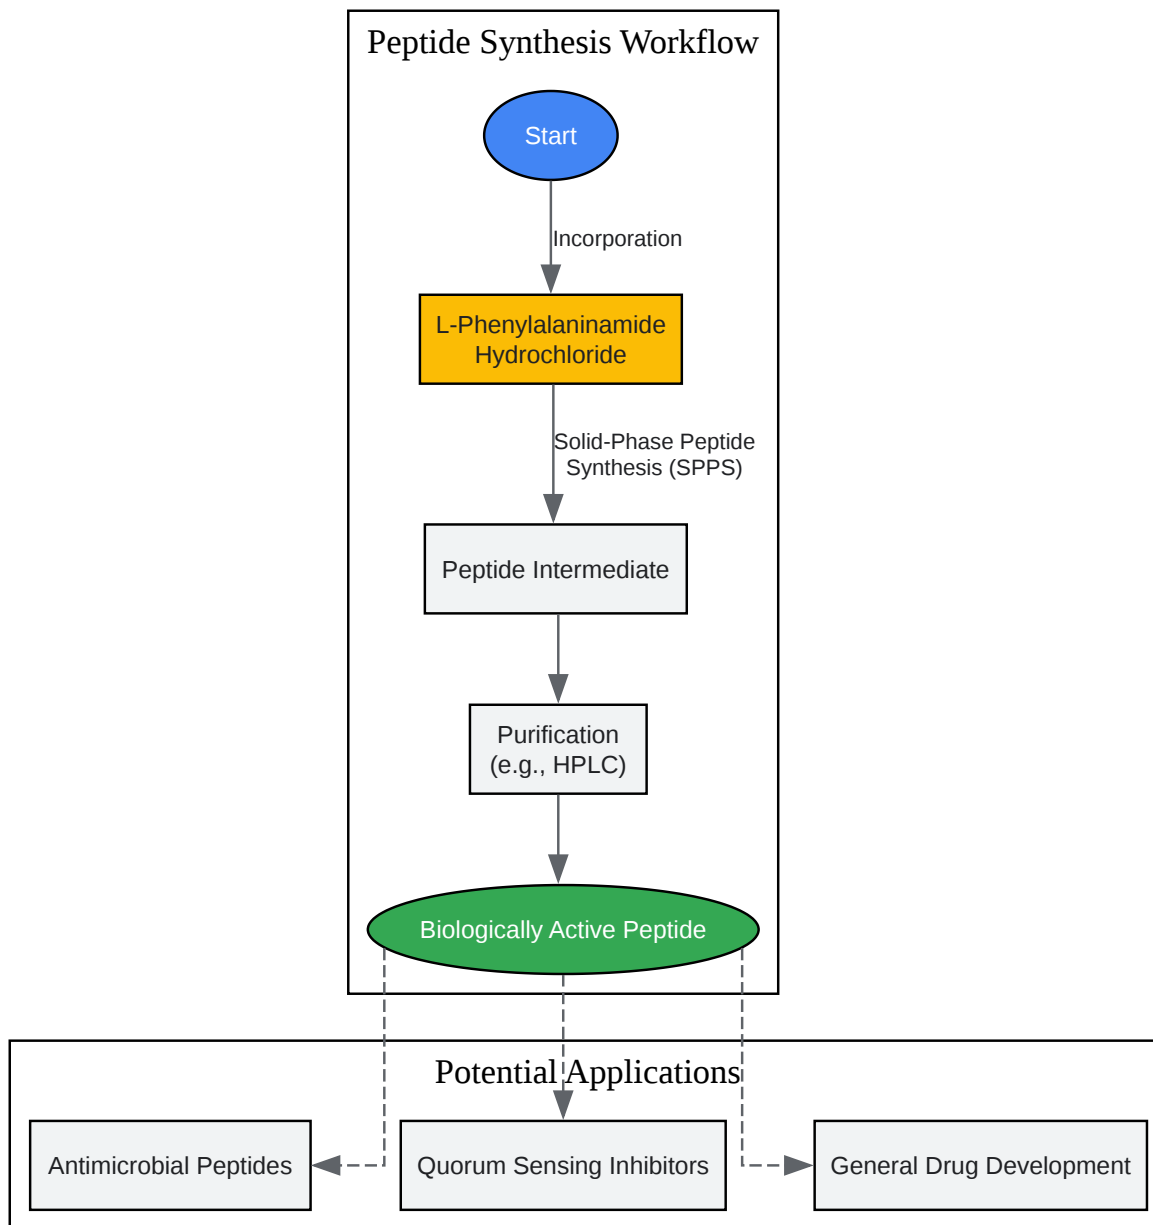 Peptide Synthesis Workflow
Start
Incorporation
L-Phenylalaninamide
Hydrochloride
Solid-Phase Peptide
Synthesis (SPPS)
Peptide Intermediate
Purification
(e.g., HPLC)
Biologically Active Peptide
Potential Applications
Antimicrobial Peptides
Quorum Sensing Inhibitors
General Drug Development